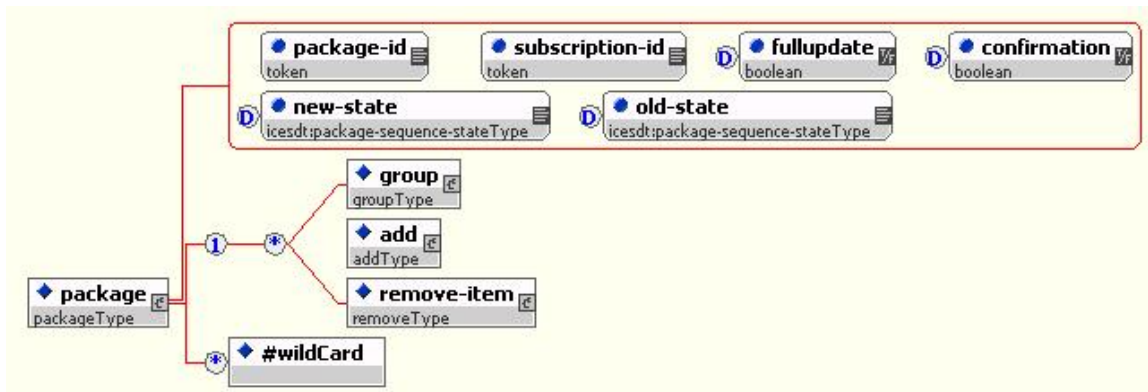 package-id
token
subscription-id
token
D
fullupdate
boolean
D
confirmation
boolean
D
new-state
icesdt:package-sequence-stateType
D
old-state
icesdt:package-sequence-stateType
group
groupType
1
*
add
addType
package
packageType
remove-item
removeType
*
#wildCard